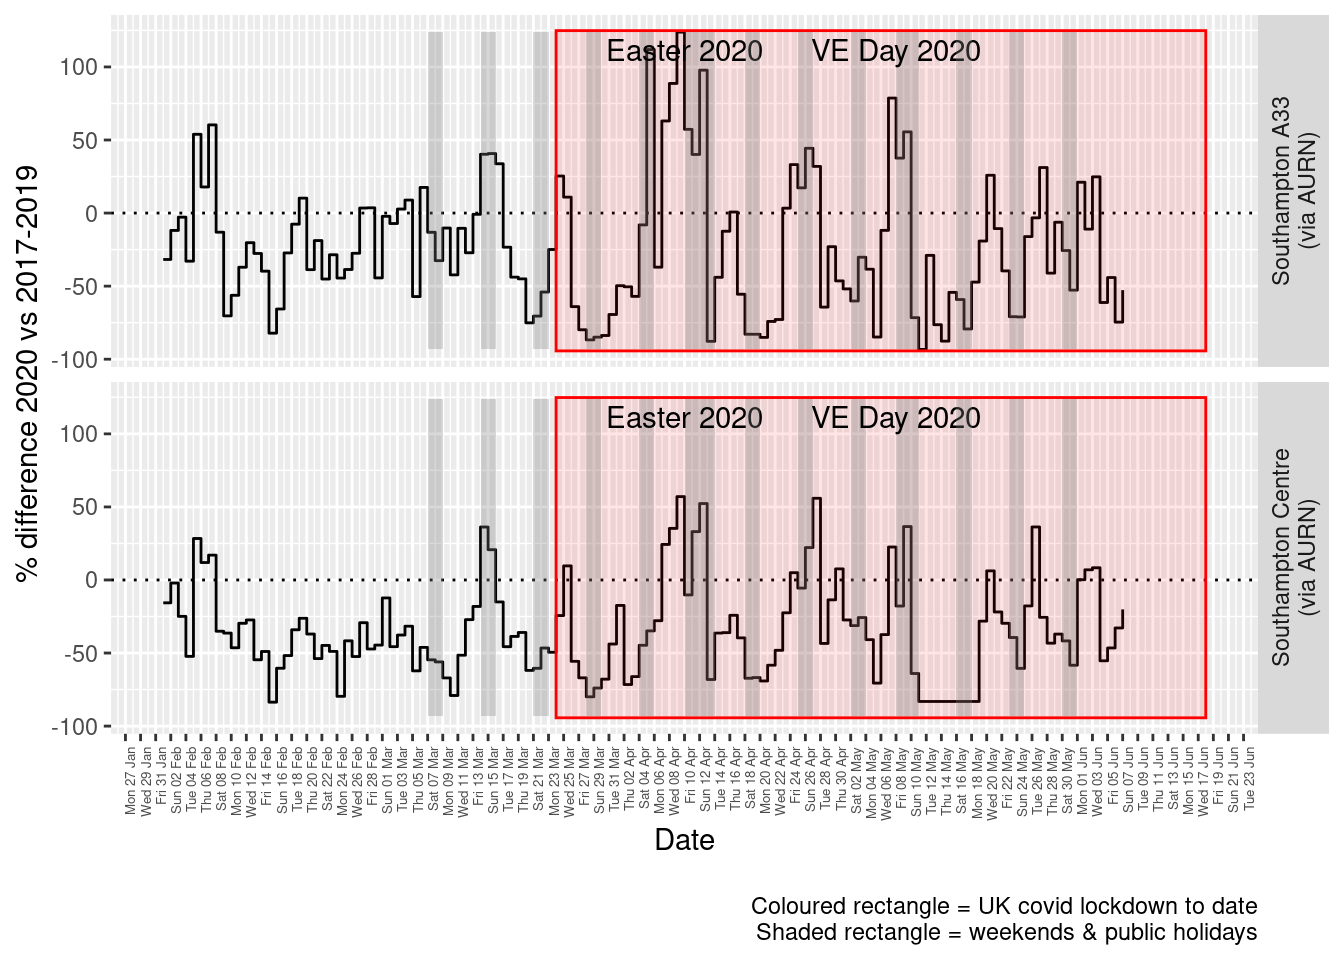 % difference 2020 vs 2017-2019
100
50
0
-50
-100
Easter 2020 VE Day 2020
Southampton A33
(via AURN)
100
50
0
-50
-100
Easter 2020 VE Day 2020
Southampton Centre
(via AURN)
Mon 27 Jan
Wed 29 Jan
Fri 31 Jan
Sun 02 Feb
Tue 04 Feb
Thu 06 Feb
Sat 08 Feb
Mon 10 Feb
Wed 12 Feb
Fri 14 Feb
Sun 16 Feb
Tue 18 Feb
Thu 20 Feb
Sat 22 Feb
Mon 24 Feb
Wed 26 Feb
Fri 28 Feb
Sun 01 Mar
Tue 03 Mar
Thu 05 Mar
Sat 07 Mar
Mon 09 Mar
Wed 11 Mar
Fri 13 Mar
Sun 15 Mar
Tue 17 Mar
Thu 19 Mar
Sat 21 Mar
Mon 23 Mar
Wed 25 Mar
Fri 27 Mar
Sun 29 Mar
Tue 31 Mar
Thu 02 Apr
Sat 04 Apr
Mon 06 Apr
Wed 08 Apr
Fri 10 Apr
Sun 12 Apr
Tue 14 Apr
Thu 16 Apr
Sat 18 Apr
Mon 20 Apr
Wed 22 Apr
Fri 24 Apr
Sun 26 Apr
Tue 28 Apr
Thu 30 Apr
Sat 02 May
Mon 04 May
Wed 06 May
Fri 08 May
Sun 10 May
Tue 12 May
Thu 14 May
Sat 16 May
Mon 18 May
Wed 20 May
Fri 22 May
Sun 24 May
Tue 26 May
Thu 28 May
Sat 30 May
Mon 01 Jun
Wed 03 Jun
Fri 05 Jun
Sun 07 Jun
Tue 09 Jun
Thu 11 Jun
Sat 13 Jun
Mon 15 Jun
Wed 17 Jun
Fri 19 Jun
Sun 21 Jun
Tue 23 Jun
Date
Coloured rectangle = UK covid lockdown to date
Shaded rectangle = weekends & public holidays